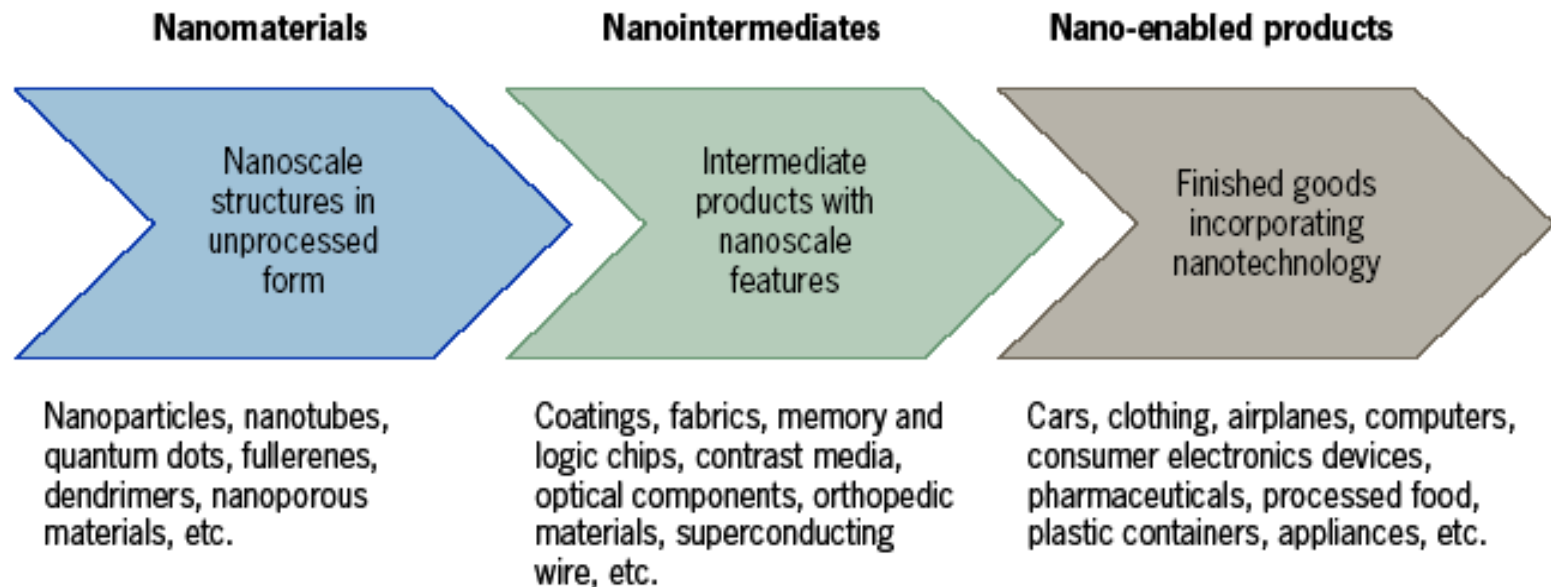 Nanomaterials
Nanointermediates
Nano-enabled products
Nanoscale
structures in
unprocessed
form
Intermediate
products with
nanoscale
features
Finished goods
incorporating
nanotechnology
Nanoparticles, nanotubes,
quantum dots, fullerenes,
dendrimers, nanoporous
materials, etc.
Coatings, fabrics, memory and
logic chips, contrast media,
optical components, orthopedic
materials, superconducting
wire, etc.
Cars, clothing, airplanes, computers,
consumer electronics devices,
pharmaceuticals, processed food,
plastic containers, appliances, etc.